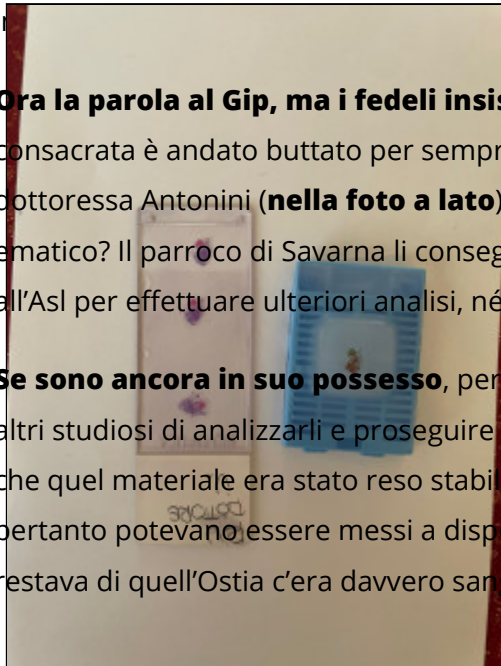 Ora la parola al Gip, ma i fedeli insis
consacrata è andato buttato per sempr
dottoressa Antonini (nella foto a lato)
ematico? Il parroco di Savarna li conseg
all'Asl per effettuare ulteriori analisi, né
Se sono ancora in suo possesso, per
altri studiosi di analizzarli e proseguire
che quel materiale era stato reso stabil
pertanto potevano essere messi a disp
restava di quell'Ostia c'era davvero san